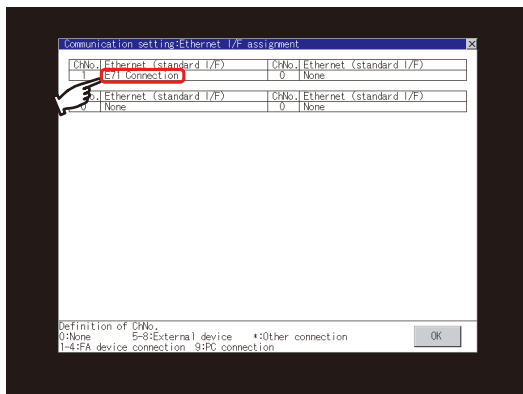 Communication setting:Ethernet I/F assignment
ChNo. Ethernet (standard I/F) ChNo. Ethernet (standard I/F)
1 E71 Connection 0 None
o. Ethernet (standard I/F) ChNo. Ethernet (standard I/F)
0 None 0 None
Definition of ChNo.
0:None 5-8:External device *:Other connection
1-4:FA device connection 9:PC connection
OK